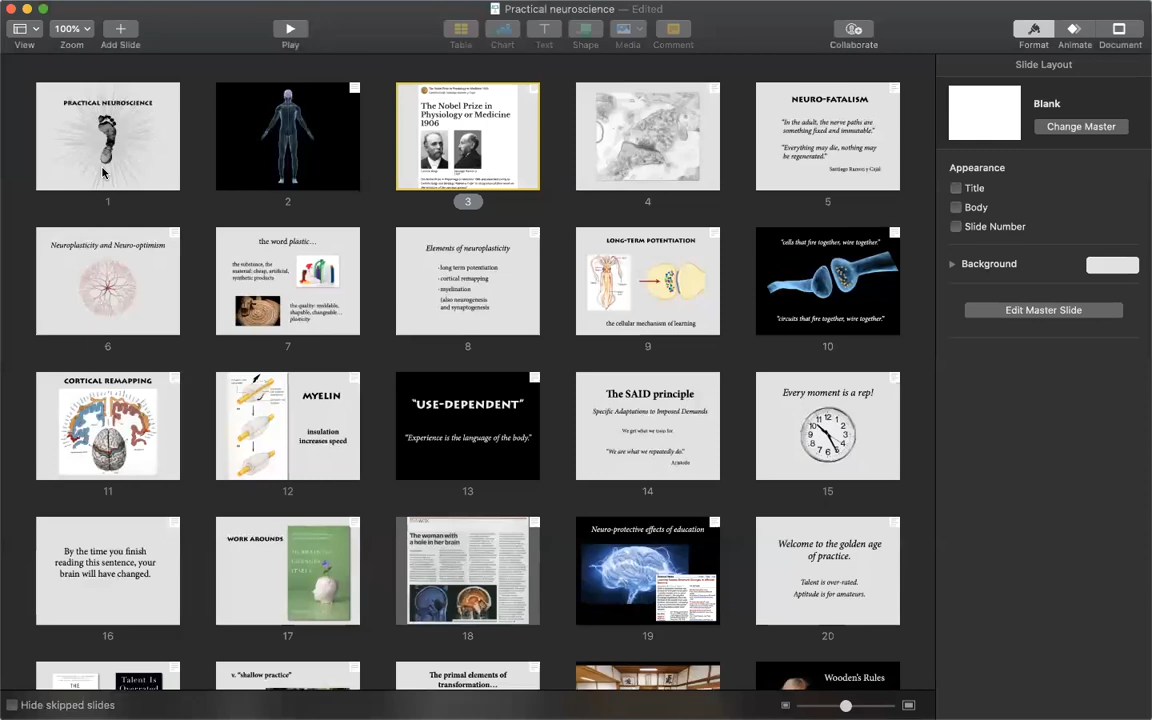 Practical neuroscience — Edited
100%
View
Zoom
Add Slide
Play
Table
Chart
Text
Shape
Media
Comment
Collaborate
Format
Animate
Document
PRACTICAL NEUROSCIENCE
1
2
The Nobel Prize in
Physiology or Medicine
1906
3
4
NEURO-FATALISM
"In the adult, the nerve paths are
something fixed and immutable."
"Everything may die, nothing may
be regenerated."
Santiago Ramon y Cajal
5
Neuroplasticity and Neuro-optimism
6
the word plastic...
the substance, the
material: cheap, artificial,
synthetic products
the quality: moldable,
shapable, changeable...
plasticity
7
Elements of neuroplasticity
·long term potentiation
·cortical remapping
·myelination
(also neurogenesis
and synaptogenesis
8
LONG-TERM POTENTIATION
the cellular mechanism of learning
9
"cells that fire together, wire together."
"circuits that fire together, wire together."
10
CORTICAL REMAPPING
11
MYELIN
insulation
increases speed
12
"USE-DEPENDENT"
"Experience is the language of the body."
13
The SAID principle
Specific Adaptations to Imposed Demands
We get what we train for.
"We are what we repeatedly do."
Aristotle
14
Every moment is a rep!
15
By the time you finish
reading this sentence, your
brain will have changed.
16
WORK AROUNDS
17
The woman with
a hole in her brain
18
Neuro-protective effects of education
19
Welcome to the golden age
of practice.
Talent is over-rated.
Aptitude is for amateurs.
20
THE
Talent Is
v. "shallow practice"
The primal elements of
transformation...
Wooden's Rules
Hide skipped slides
Slide Layout
Blank
Change Master
Appearance
Title
Body
Slide Number
Background
Edit Master Slide